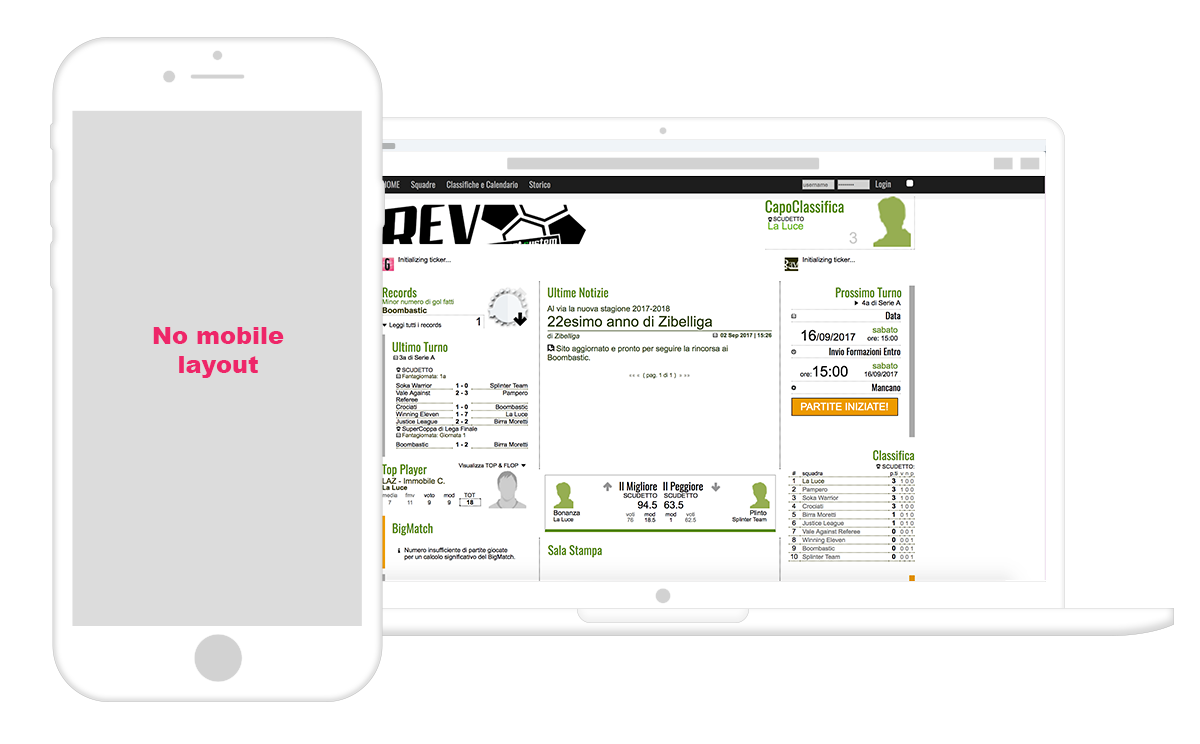 No mobile
layout
HOME Squadre Classifiche e Calendario Storico
username Login
REV
system
CapoClassifica
SCUDETTO
La Luce
3
G Initializing ticker...
Rav Initializing ticker...
Records
Minor numero di gol fatti
Boombastic
Leggi tutti i records 1
Ultimo Turno
3a di Serie A
SCUDETTO
Fantagiornata: 1a
Soka Warrior 1 - 0 Splinter Team
Vale Against
Referee 2 - 3 Pampero
Crociati 1 - 0 Boombastic
Winning Eleven 1 - 7 La Luce
Justice League 2 - 2 Birra Moretti
SuperCoppa di Lega Finale
Fantagiornata: Giornata 1
Boombastic 1 - 2 Birra Moretti
Top Player
Visualizza TOP & FLOP
LAZ - Immobile C.
La Luce
media fmv voto mod TOT
7 11 9 9 18
BigMatch
Numero insufficiente di partite giocate
per un calcolo significativo del BigMatch.
Ultime Notizie
Al via la nuova stagione 2017-2018
22esimo anno di Zibelliga
di Zibelliga 02 Sep 2017 | 15:26
Sito aggiornato e pronto per seguire la rincorsa ai
Boombastic.
«« « ( pag. 1 di 1 ) » »»
Il Migliore Il Peggiore
SCUDETTO SCUDETTO
94.5 63.5
Bonanza
La Luce
voti mod mod voti
76 18.5 1 62.5
Plinto
Splinter Team
Sala Stampa
Prossimo Turno
4a di Serie A
Data
16/09/2017 sabato
ore: 15:00
Invio Formazioni Entro
ore:15:00 sabato
16/09/2017
Mancano
PARTITE INIZIATE!
Classifica
SCUDETTO:
# squadra p.ti v n p
1 La Luce 3 1 0 0
2 Pampero 3 1 0 0
3 Soka Warrior 3 1 0 0
4 Crociati 3 1 0 0
5 Birra Moretti 1 0 1 0
6 Justice League 1 0 1 0
7 Vale Against Referee 0 0 0 1
8 Winning Eleven 0 0 0 1
9 Boombastic 0 0 0 1
10 Splinter Team 0 0 0 1